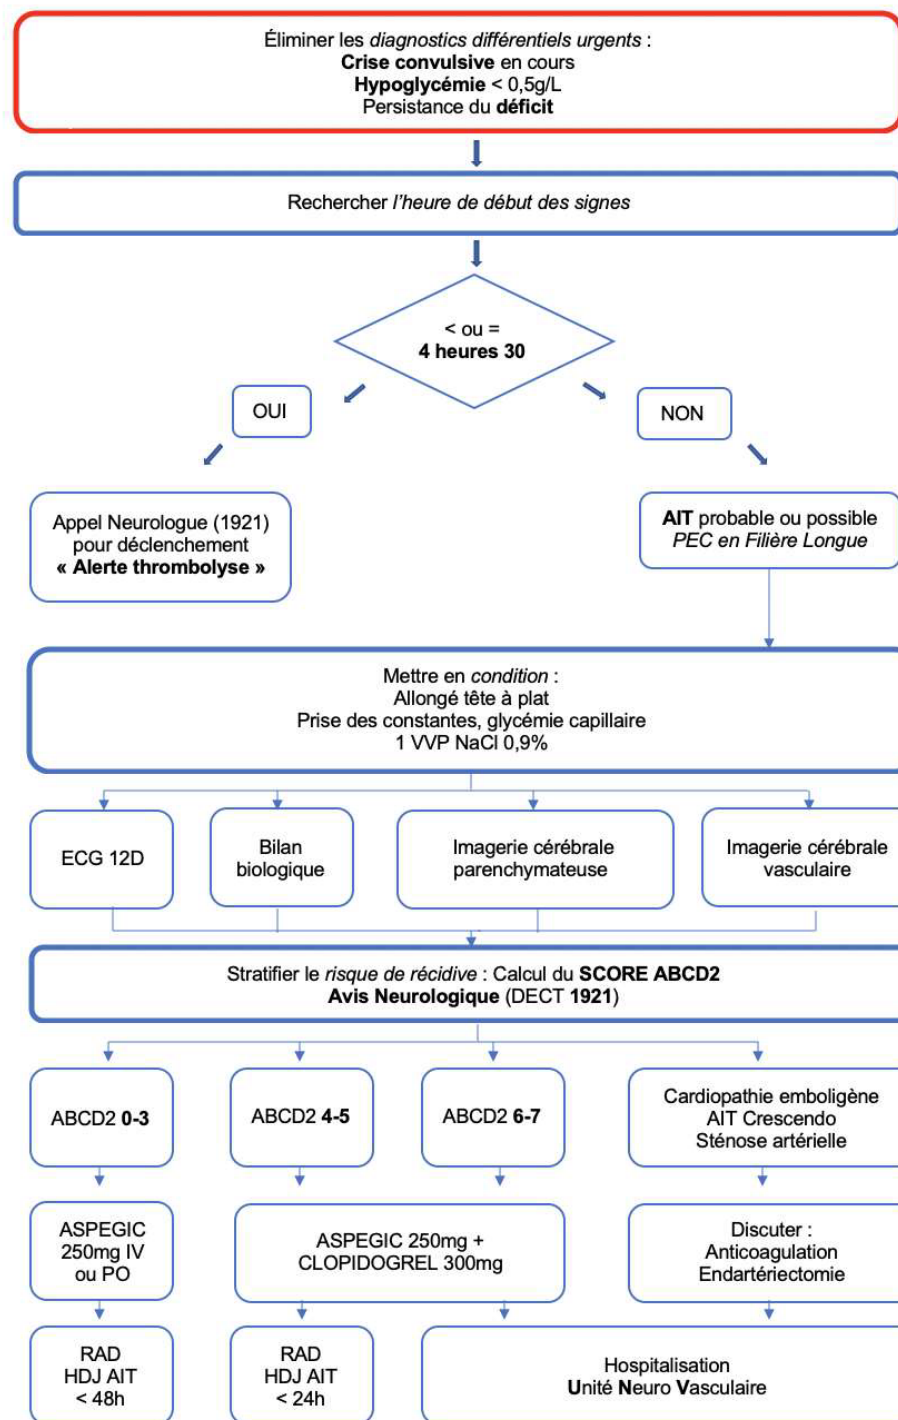 Éliminer les diagnostics différentiels urgents :
Crise convulsive en cours
Hypoglycémie < 0,5g/L
Persistance du déficit
Rechercher l'heure de début des signes
< ou =
4 heures 30
OUI
NON
Appel Neurologue (1921)
pour déclenchement
« Alerte thrombolyse »
AIT probable ou possible
PEC en Filière Longue
Mettre en condition :
Allongé tête à plat
Prise des constantes, glycémie capillaire
1 VVP NaCl 0,9%
ECG 12D
Bilan
biologique
Imagerie cérébrale
parenchymateuse
Imagerie cérébrale
vasculaire
Stratifier le risque de récidive : Calcul du SCORE ABCD2
Avis Neurologique (DECT 1921)
ABCD2 0-3
ABCD2 4-5
ABCD2 6-7
Cardiopathie emboligène
AIT Crescendo
Sténose artérielle
ASPEGIC
250mg IV
ou PO
ASPEGIC 250mg +
CLOPIDOGREL 300mg
Discuter :
Anticoagulation
Endartériectomie
RAD
HDJ AIT
< 48h
RAD
HDJ AIT
< 24h
Hospitalisation
Unité Neuro Vasculaire